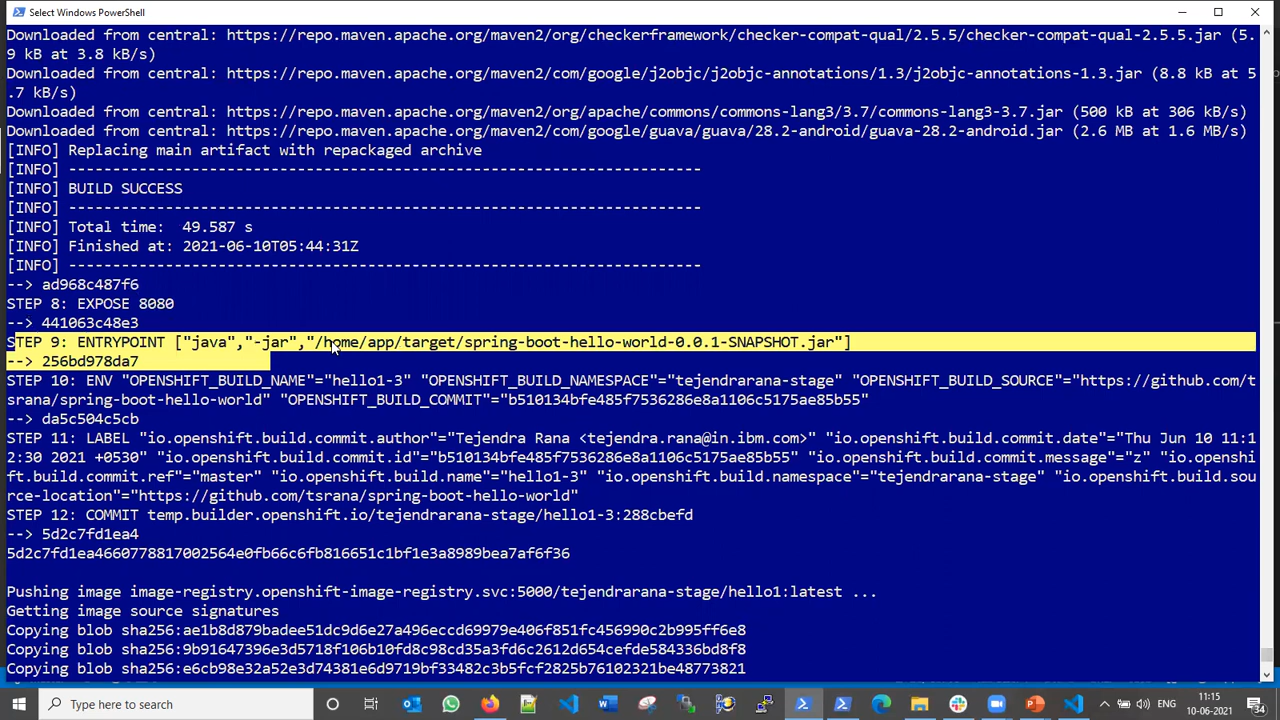 Select Windows PowerShell
Downloaded from central: https://repo.maven.apache.org/maven2/org/checkerframework/checker-compat-qual/2.5.5/checker-compat-qual-2.5.5.jar (5.
9 kB at 3.8 kB/s)
Downloaded from central: https://repo.maven.apache.org/maven2/com/google/j2objc/j2objc-annotations/1.3/j2objc-annotations-1.3.jar (8.8 kB at 5
.7 kB/s)
Downloaded from central: https://repo.maven.apache.org/maven2/org/apache/commons/commons-lang3/3.7/commons-lang3-3.7.jar (500 kB at 306 kB/s)
Downloaded from central: https://repo.maven.apache.org/maven2/com/google/guava/guava/28.2-android/guava-28.2-android.jar (2.6 MB at 1.6 MB/s)
[INFO] Replacing main artifact with repackaged archive
[INFO] ------------------------------------------------------------------------
[INFO] BUILD SUCCESS
[INFO] ------------------------------------------------------------------------
[INFO] Total time:  49.587 s
[INFO] Finished at: 2021-06-10T05:44:31Z
[INFO] ------------------------------------------------------------------------
--> ad968c487f6
STEP 8: EXPOSE 8080
--> 441063c48e3
STEP 9: ENTRYPOINT ["java","-jar","/home/app/target/spring-boot-hello-world-0.0.1-SNAPSHOT.jar"]
--> 256bd978da7
STEP 10: ENV "OPENSHIFT_BUILD_NAME"="hello1-3" "OPENSHIFT_BUILD_NAMESPACE"="tejendrarana-stage" "OPENSHIFT_BUILD_SOURCE"="https://github.com/t
srana/spring-boot-hello-world" "OPENSHIFT_BUILD_COMMIT"="b510134bfe485f7536286e8a1106c5175ae85b55"
--> da5c504c5cb
STEP 11: LABEL "io.openshift.build.commit.author"="Tejendra Rana <tejendra.rana@in.ibm.com>" "io.openshift.build.commit.date"="Thu Jun 10 11:1
2:30 2021 +0530" "io.openshift.build.commit.id"="b510134bfe485f7536286e8a1106c5175ae85b55" "io.openshift.build.commit.message"="z" "io.openshi
ft.build.commit.ref"="master" "io.openshift.build.name"="hello1-3" "io.openshift.build.namespace"="tejendrarana-stage" "io.openshift.build.sou
rce-location"="https://github.com/tsrana/spring-boot-hello-world"
STEP 12: COMMIT temp.builder.openshift.io/tejendrarana-stage/hello1-3:288cbefd
--> 5d2c7fd1ea4
5d2c7fd1ea4660778817002564e0fb66c6fb816651c1bf1e3a8989bea7af6f36
Pushing image image-registry.openshift-image-registry.svc:5000/tejendrarana-stage/hello1:latest ...
Getting image source signatures
Copying blob sha256:ae1b8d879badee51dc9d6e27a496eccd69979e406f851fc456990c2b995ff6e8
Copying blob sha256:9b91647396e3d5718f106b10fd8c98cd35a3fd6c2612d654cefde584336bd8f8
Copying blob sha256:e6cb98e32a52e3d74381e6d9719bf33482c3b5fcf2825b76102321be48773821
Type here to search
ENG
11:15
10-06-2021
34